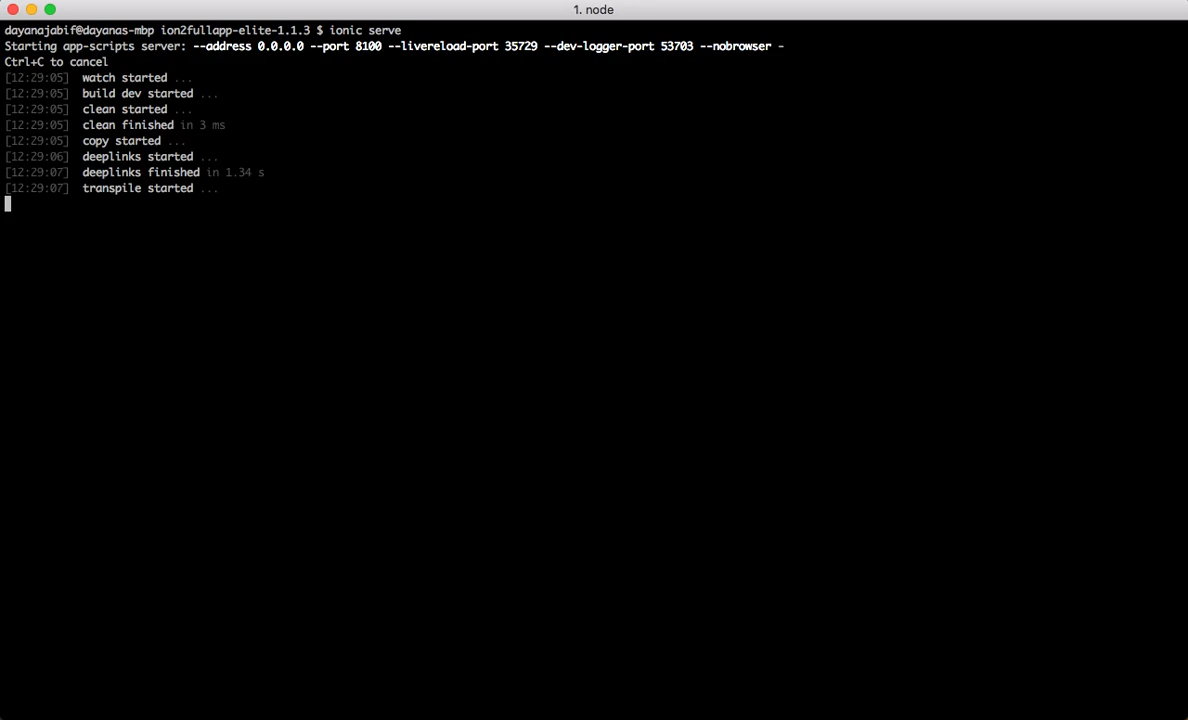 1. node
dayanajabif@dayanas-mbp ion2fullapp-elite-1.1.3 $ ionic serve
Starting app-scripts server: --address 0.0.0.0 --port 8100 --livereload-port 35729 --dev-logger-port 53703 --nobrowser -
Ctrl+C to cancel
[12:29:05]  watch started ...
[12:29:05]  build dev started ...
[12:29:05]  clean started ...
[12:29:05]  clean finished in 3 ms
[12:29:05]  copy started ...
[12:29:06]  deeplinks started ...
[12:29:07]  deeplinks finished in 1.34 s
[12:29:07]  transpile started ...